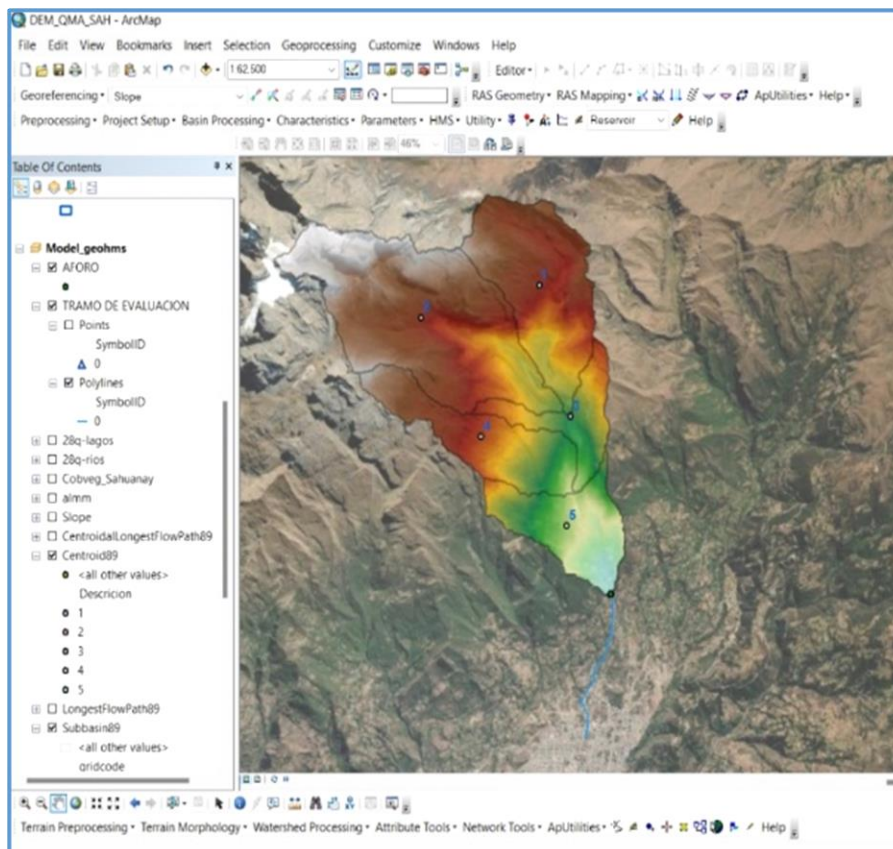 DEM_QMA_SAH - ArcMap
File Edit View Bookmarks Insert Selection Geoprocessing Customize Windows Help
1:62.500 Editor
Georeferencing Slope RAS Geometry RAS Mapping ApUtilities Help
Preprocessing Project Setup Basin Processing Characteristics Parameters HMS Utility Reservoir Help
46%
Table Of Contents
Model_geohms
AFORO
TRAMO DE EVALUACION
Points
SymbolID
0
Polylines
SymbolID
0
28q-lagos
28q-rios
Cobveg_Sahuanay
almm
Slope
CentroidalLongestFlowPath89
Centroid89
<all other values>
Descricion
1
2
3
4
5
LongestFlowPath89
Subbasin89
<all other values>
gridcode
1
2
3
4
5
Terrain Preprocessing Terrain Morphology Watershed Processing Attribute Tools Network Tools ApUtilities Help